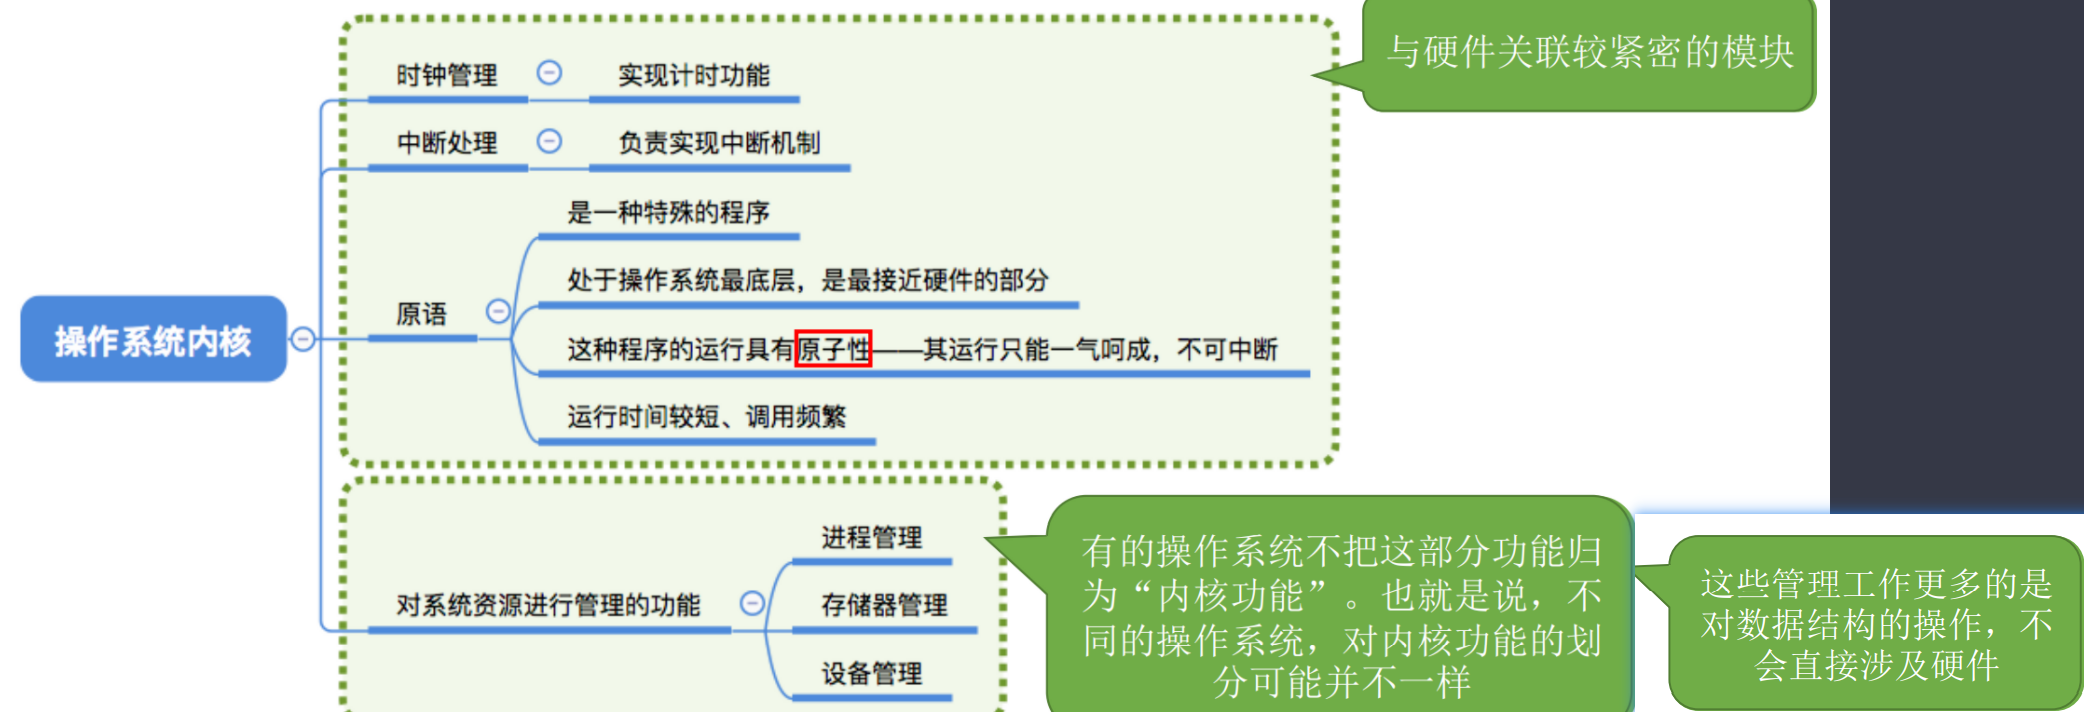 与硬件关联较紧密的模块
时钟管理
实现计时功能
中断处理
负责实现中断机制
是一种特殊的程序
处于操作系统最底层，是最接近硬件的部分
原语
操作系统内核
这种程序的运行具有原子性——其运行只能一气呵成，不可中断
运行时间较短、调用频繁
对系统资源进行管理的功能
进程管理
存储器管理
设备管理
有的操作系统不把这部分功能归
为“内核功能”。也就是说，不
同的操作系统，对内核功能的划
分可能并不一样
这些管理工作更多的是
对数据结构的操作，不
会直接涉及硬件